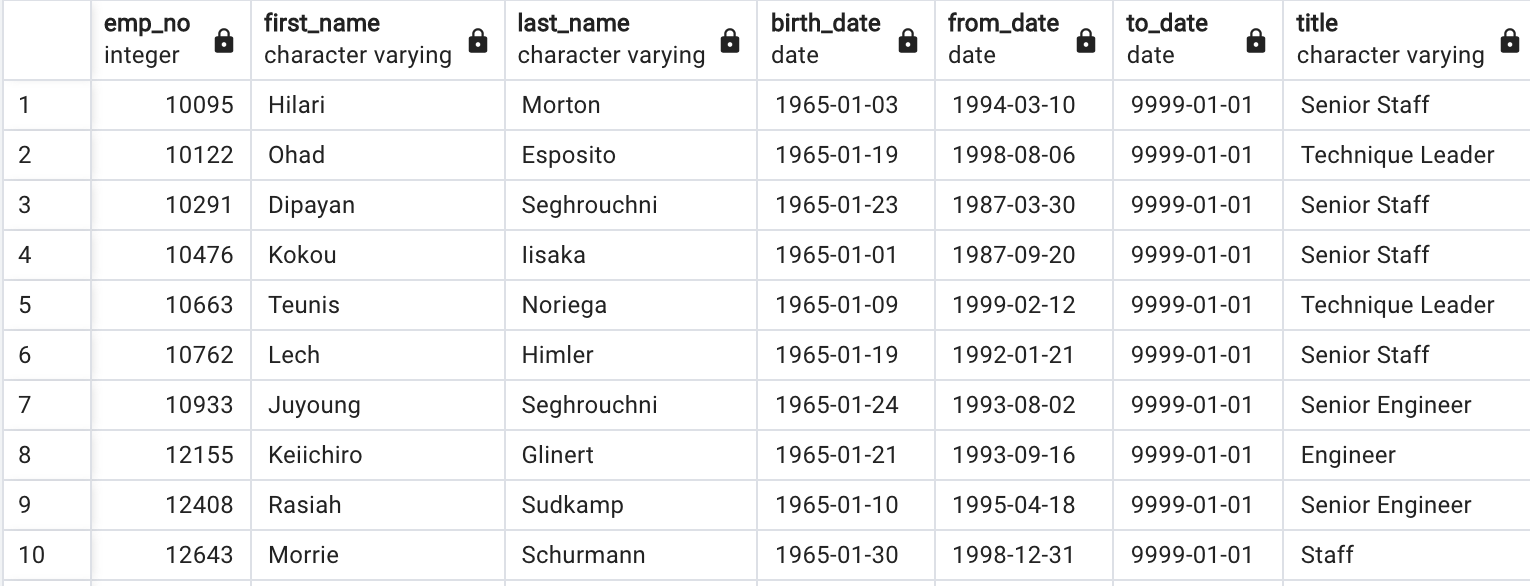 emp_no first_name last_name birth_date from_date to_date title
integer character varying character varying date date date character varying
1 10095 Hilari Morton 1965-01-03 1994-03-10 9999-01-01 Senior Staff
2 10122 Ohad Esposito 1965-01-19 1998-08-06 9999-01-01 Technique Leader
3 10291 Dipayan Seghrouchni 1965-01-23 1987-03-30 9999-01-01 Senior Staff
4 10476 Kokou Iisaka 1965-01-01 1987-09-20 9999-01-01 Senior Staff
5 10663 Teunis Noriega 1965-01-09 1999-02-12 9999-01-01 Technique Leader
6 10762 Lech Himler 1965-01-19 1992-01-21 9999-01-01 Senior Staff
7 10933 Juyoung Seghrouchni 1965-01-24 1993-08-02 9999-01-01 Senior Engineer
8 12155 Keiichiro Glinert 1965-01-21 1993-09-16 9999-01-01 Engineer
9 12408 Rasiah Sudkamp 1965-01-10 1995-04-18 9999-01-01 Senior Engineer
10 12643 Morrie Schurmann 1965-01-30 1998-12-31 9999-01-01 Staff